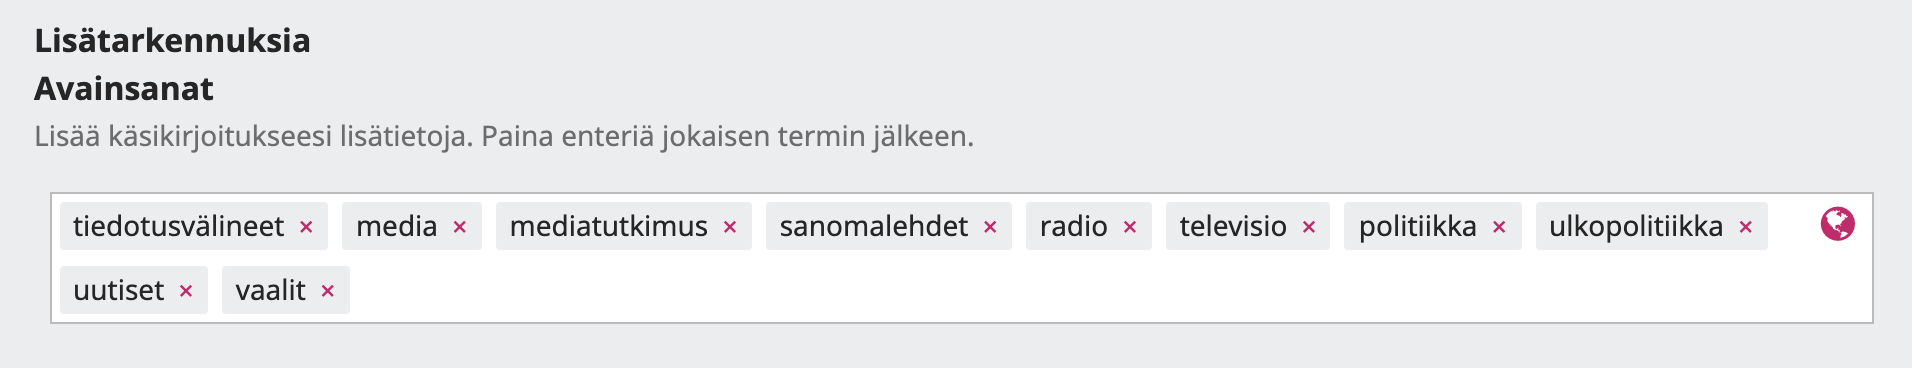 Lisätarkennuksia
Avainsanat
Lisää käsikirjoitukseesi lisätietoja. Paina enteriä jokaisen termin jälkeen.
tiedotusvälineet × media × mediatutkimus × sanomalehdet × radio × televisio × politiikka × ulkopolitiikka ×
uutiset × vaalit ×